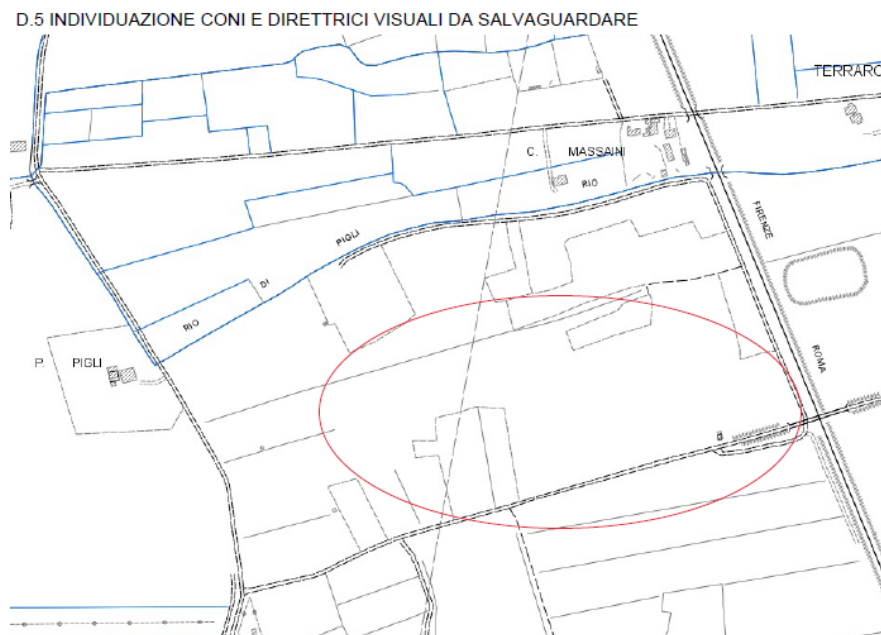 D.5 INDIVIDUAZIONE CONI E DIRETTRICI VISUALI DA SALVAGUARDARE
TERRARO
C. MASSAINI
RIO
PIGLI
FIRENZE
DI
RIO
P. PIGLI
ROMA